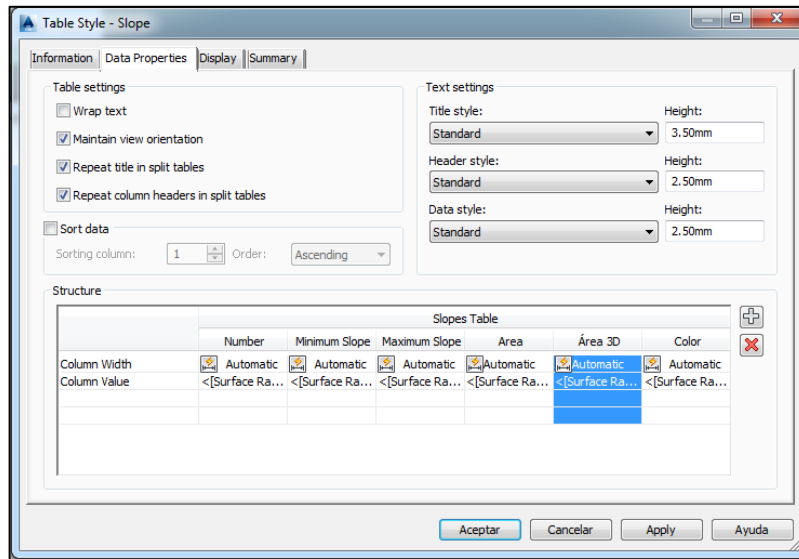 Table Style - Slope
Information Data Properties Display Summary
Table settings
Wrap text
Maintain view orientation
Repeat title in split tables
Repeat column headers in split tables
Sort data
Sorting column: 1 Order: Ascending
Text settings
Title style: Height:
Standard 3.50mm
Header style: Height:
Standard 2.50mm
Data style: Height:
Standard 2.50mm
Structure
Slopes Table
Number Minimum Slope Maximum Slope Area Área 3D Color
Column Width Automatic Automatic Automatic Automatic Automatic Automatic
Column Value <[Surface Ra... <[Surface Ra... <[Surface Ra... <[Surface Ra... <[Surface Ra... <[Surface Ra...
Aceptar Cancelar Apply Ayuda